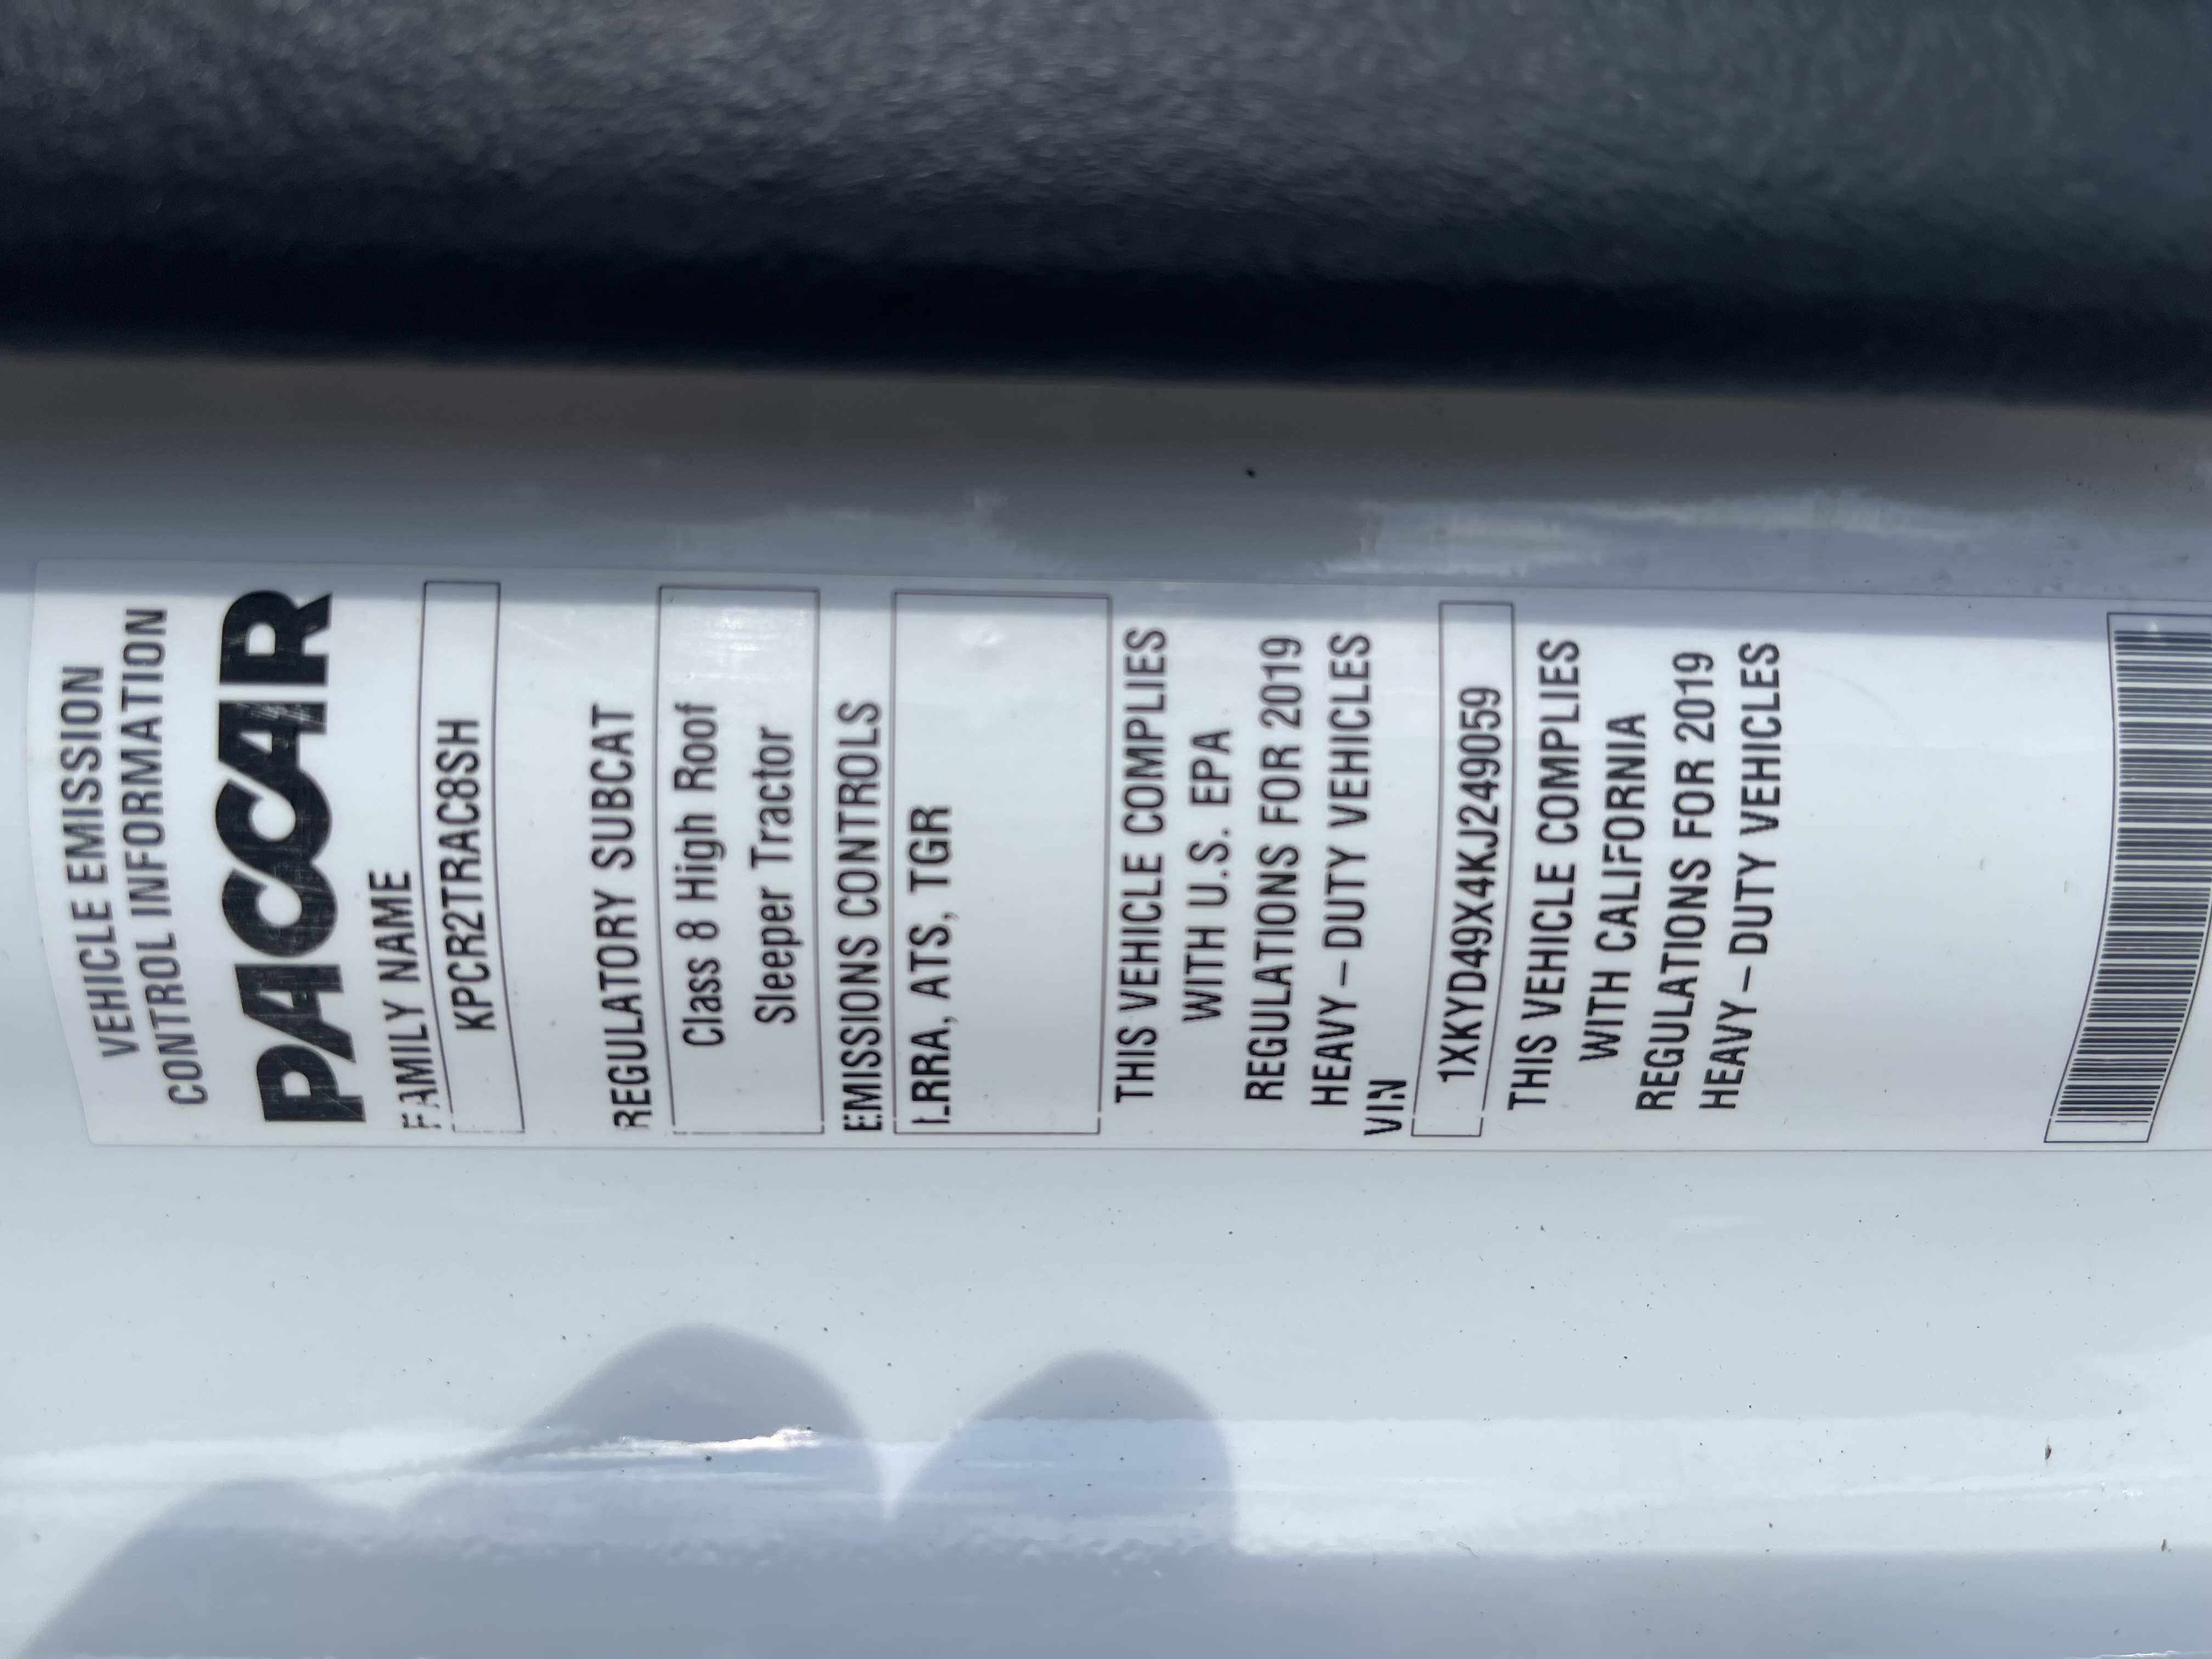 VEHICLE EMISSION
CONTROL INFORMATION
PACCAR
FAMILY NAME
KPCR2TRAC8SH
REGULATORY SUBCAT
Class 8 High Roof
Sleeper Tractor
EMISSIONS CONTROLS
LRRA, ATS, TGR
THIS VEHICLE COMPLIES
WITH U.S. EPA
REGULATIONS FOR 2019
HEAVY-DUTY VEHICLES
VIN
1XKYD49X4KJ249059
THIS VEHICLE COMPLIES
WITH CALIFORNIA
REGULATIONS FOR 2019
HEAVY-DUTY VEHICLES